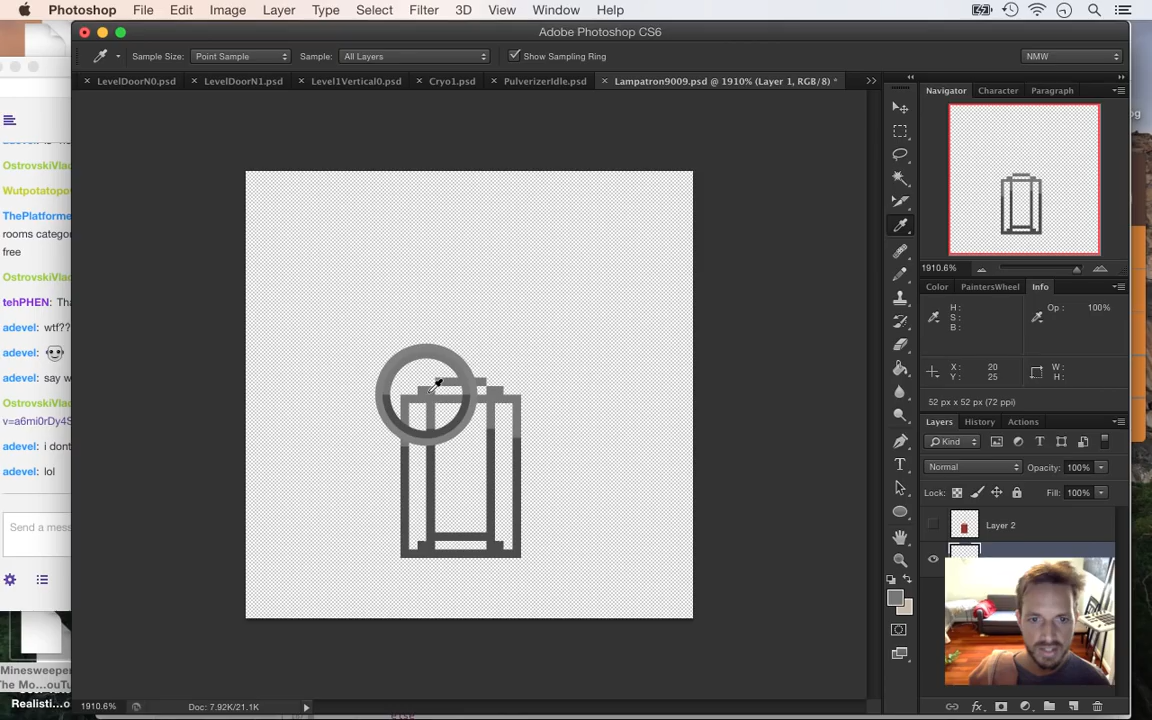 Photoshop File Edit Image Layer Type Select Filter 3D View Window Help
Adobe Photoshop CS6
Sample Size: Point Sample Sample: All Layers Show Sampling Ring NMW
LevelDoorN0.psd LevelDoorN1.psd Level1Vertical0.psd Cryo1.psd PulverizerIdle.psd Lampatron9009.psd @ 1910% (Layer 1, RGB/8) *
Navigator Character Paragraph
OstrovskiVlad
Wutpotatopo
ThePlatforme
rooms categor
free
OstrovskiVlad
tehPHEN: Tha
adevel: wtf??
adevel:
adevel: say w
OstrovskiVlad
v=a6mi0rDy4S
adevel: i dont
adevel: lol
Send a mess
1910.6%
Color PaintersWheel Info
H:
S:
B:
Op: 100%
X: 20
Y: 25
W:
H:
52 px x 52 px (72 ppi)
Layers History Actions
Kind
Normal Opacity: 100%
Lock: Fill: 100%
Layer 2
Minesweeper
The Mo...ouTu
Realisti...o
1910.6% Doc: 7.92K/21.1K
else